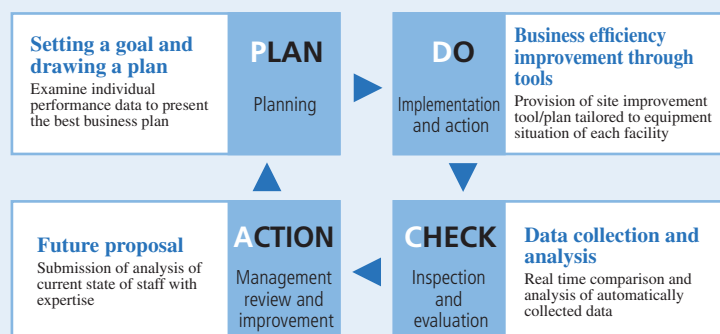 Setting a goal and
drawing a plan
Examine individual
performance data to present
the best business plan
PLAN
Planning
DO
Implementation
and action
Business efficiency
improvement through
tools
Provision of site improvement
tool/plan tailored to equipment
situation of each facility
Future proposal
Submission of analysis of
current state of staff with
expertise
ACTION
Management
review and
improvement
CHECK
Inspection
and
evaluation
Data collection and
analysis
Real time comparison and
analysis of automatically
collected data